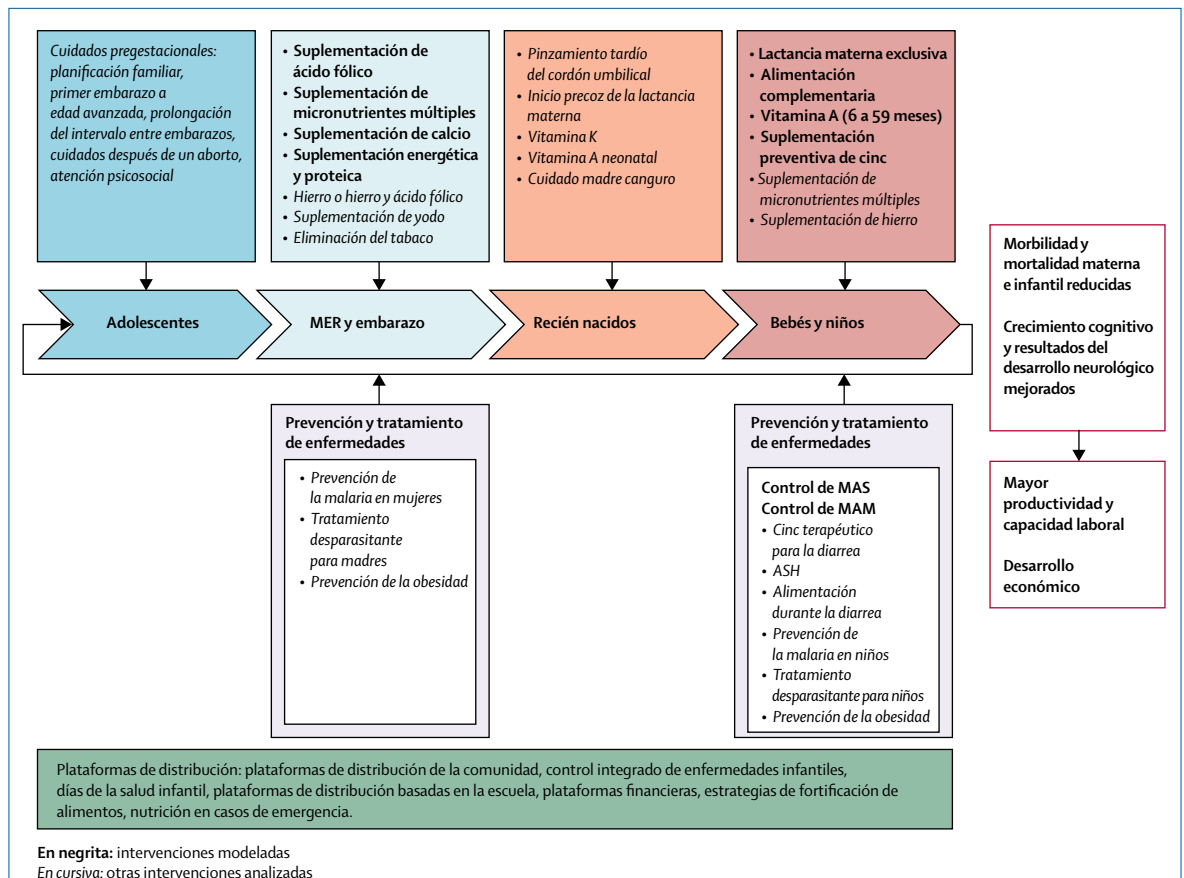 Cuidados pregestacionales:
planificación familiar,
primer embarazo a
edad avanzada, prolongación
del intervalo entre embarazos,
cuidados después de un aborto,
atención psicosocial
• Suplementación de
ácido fólico
• Suplementación de
micronutrientes múltiples
• Suplementación de calcio
• Suplementación energética
y proteica
• Hierro o hierro y ácido fólico
• Suplementación de yodo
• Eliminación del tabaco
• Pinzamiento tardío
del cordón umbilical
• Inicio precoz de la lactancia
materna
• Vitamina K
• Vitamina A neonatal
• Cuidado madre canguro
• Lactancia materna exclusiva
• Alimentación
complementaria
• Vitamina A (6 a 59 meses)
• Suplementación
preventiva de cinc
• Suplementación de
micronutrientes múltiples
• Suplementación de hierro
Adolescentes
MER y embarazo
Recién nacidos
Bebés y niños
Morbilidad y
mortalidad materna
e infantil reducidas
Crecimiento cognitivo
y resultados del
desarrollo neurológico
mejorados
Prevención y tratamiento
de enfermedades
• Prevención de
la malaria en mujeres
• Tratamiento
desparasitante
para madres
• Prevención de la obesidad
Prevención y tratamiento
de enfermedades
Control de MAS
Control de MAM
• Cinc terapéutico
para la diarrea
• ASH
• Alimentación
durante la diarrea
• Prevención de
la malaria en niños
• Tratamiento
desparasitante para niños
• Prevención de la obesidad
Mayor
productividad y
capacidad laboral
Desarrollo
económico
Plataformas de distribución: plataformas de distribución de la comunidad, control integrado de enfermedades infantiles,
días de la salud infantil, plataformas de distribución basadas en la escuela, plataformas financieras, estrategias de fortificación de
alimentos, nutrición en casos de emergencia.
En negrita: intervenciones modeladas
En cursiva: otras intervenciones analizadas